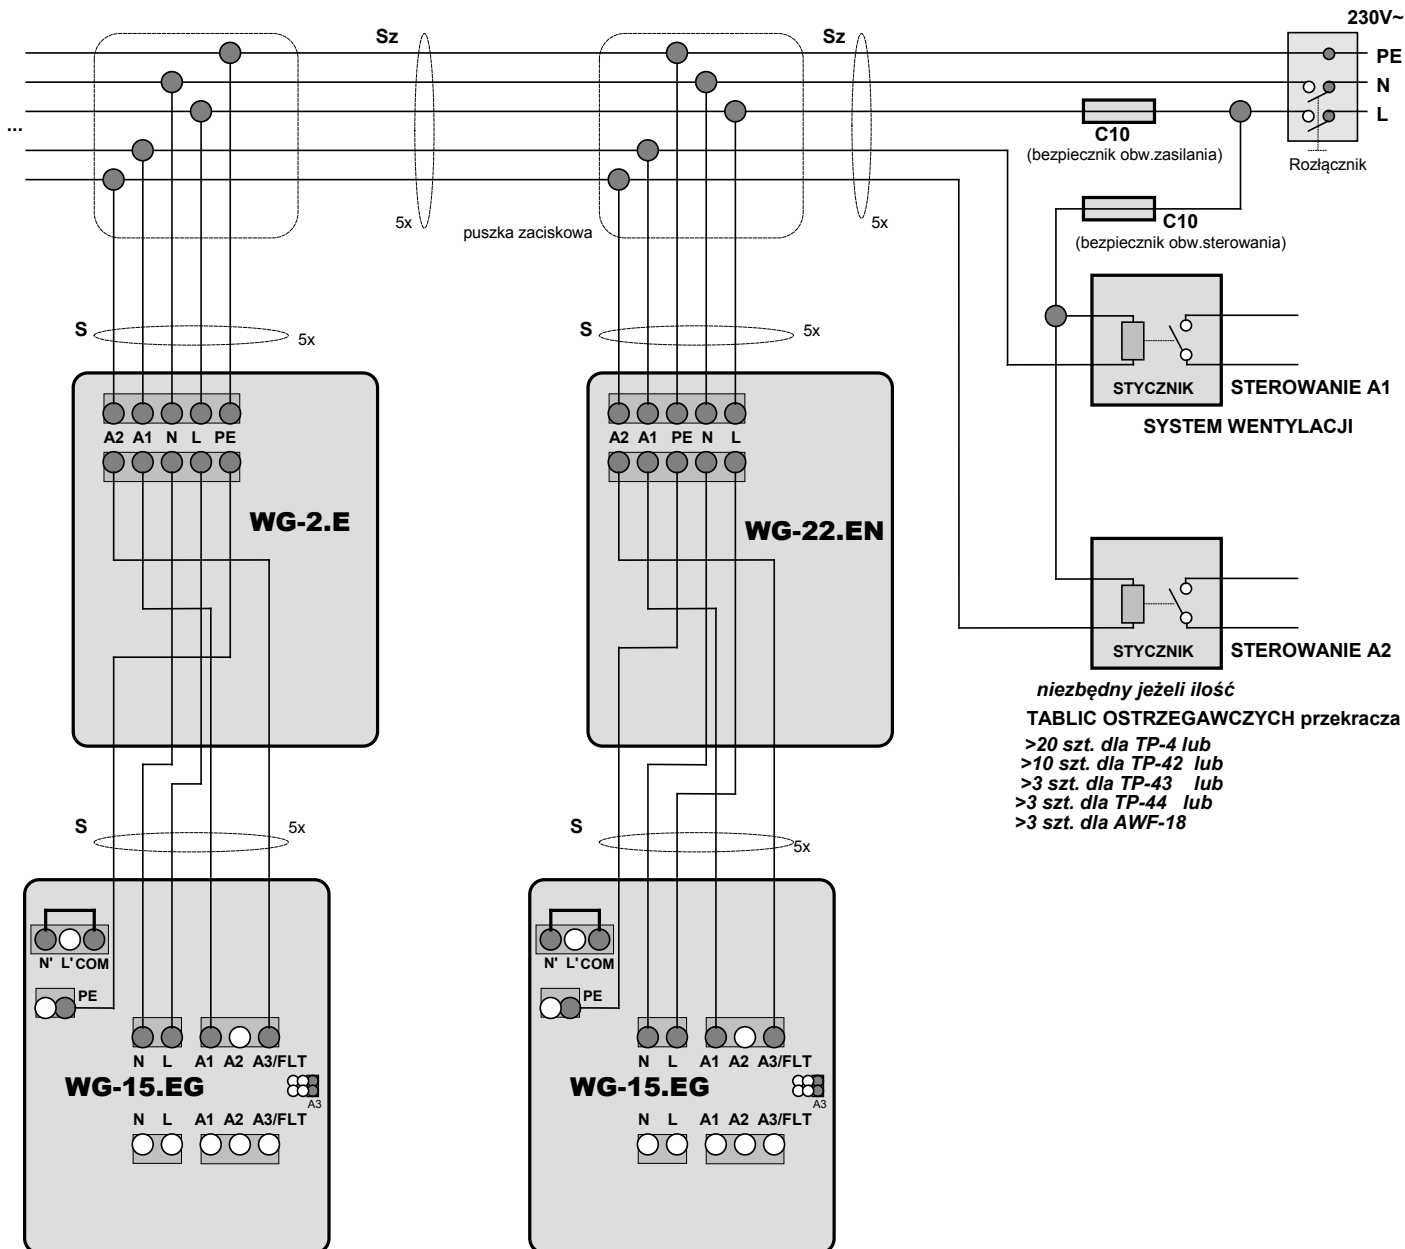 230V~
Sz
Sz
PE
N
L
...
C10
(bezpiecznik obw.zasilania)
Rozłącznik
5x
puszka zaciskowa
5x
C10
(bezpiecznik obw.sterowania)
S
5x
S
5x
STYCZNIK
STEROWANIE A1
SYSTEM WENTYLACJI
A2 A1 N L PE
A2 A1 PE N L
WG-2.E
WG-22.EN
STYCZNIK
STEROWANIE A2
niezbędny jeżeli ilość
TABLIC OSTRZEGAWCZYCH przekracza
>20 szt. dla TP-4 lub
>10 szt. dla TP-42 lub
>3 szt. dla TP-43 lub
>3 szt. dla TP-44 lub
>3 szt. dla AWF-18
S
5x
S
5x
N' L' COM
PE
N L A1 A2 A3/FLT
WG-15.EG
A3
N L A1 A2 A3/FLT
N' L' COM
PE
N L A1 A2 A3/FLT
WG-15.EG
A3
N L A1 A2 A3/FLT